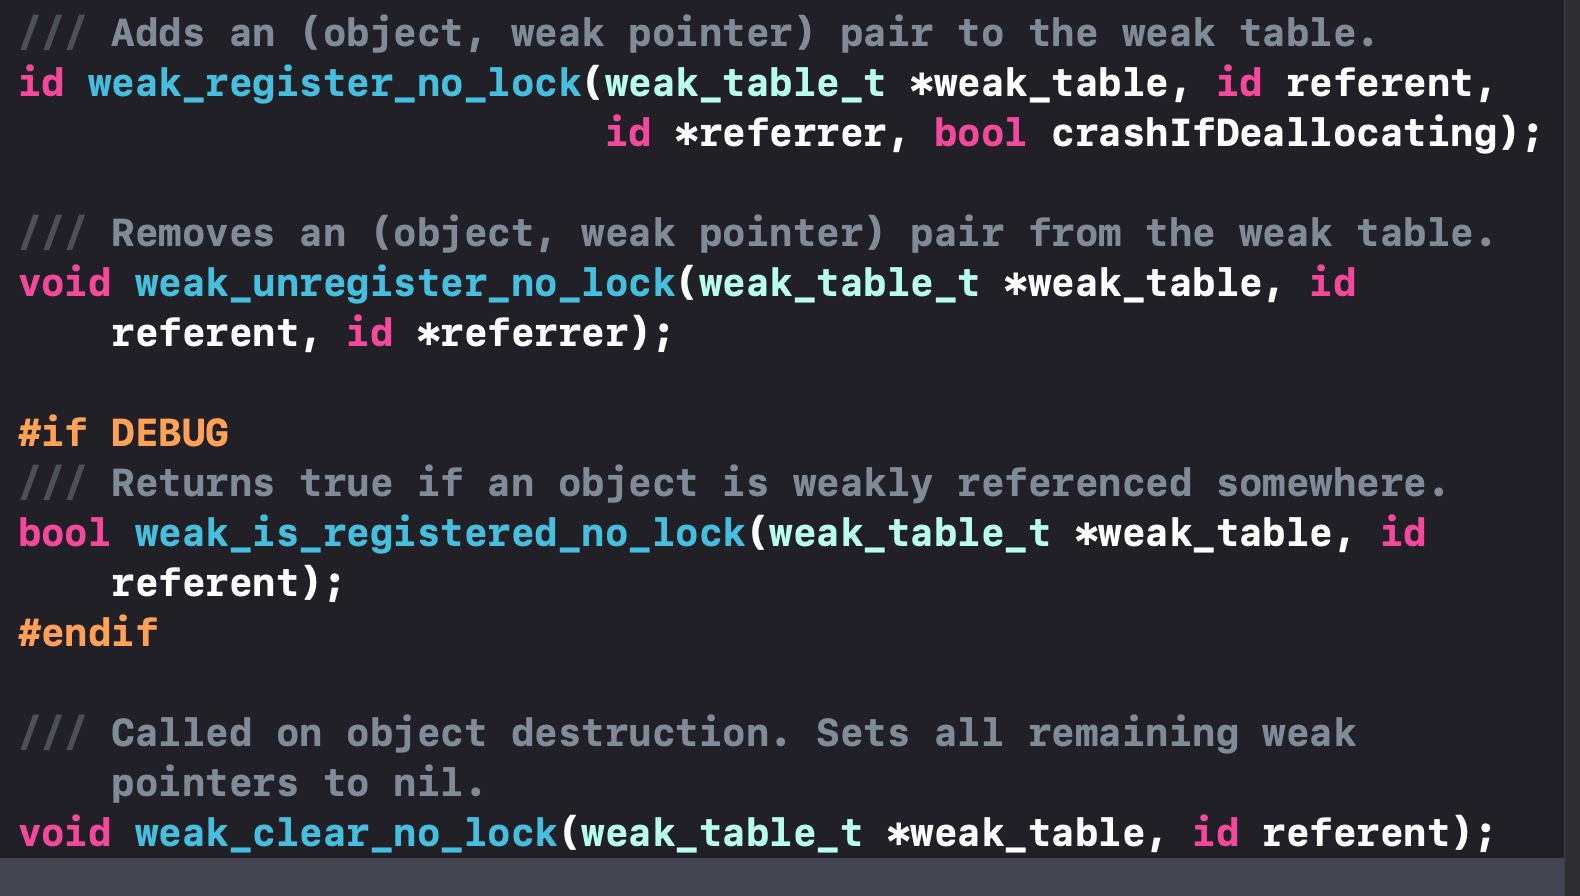 /// Adds an (object, weak pointer) pair to the weak table.
id weak_register_no_lock(weak_table_t *weak_table, id referent,
                         id *referrer, bool crashIfDeallocating);

/// Removes an (object, weak pointer) pair from the weak table.
void weak_unregister_no_lock(weak_table_t *weak_table, id
    referent, id *referrer);

#if DEBUG
/// Returns true if an object is weakly referenced somewhere.
bool weak_is_registered_no_lock(weak_table_t *weak_table, id
    referent);
#endif

/// Called on object destruction. Sets all remaining weak
    pointers to nil.
void weak_clear_no_lock(weak_table_t *weak_table, id referent);